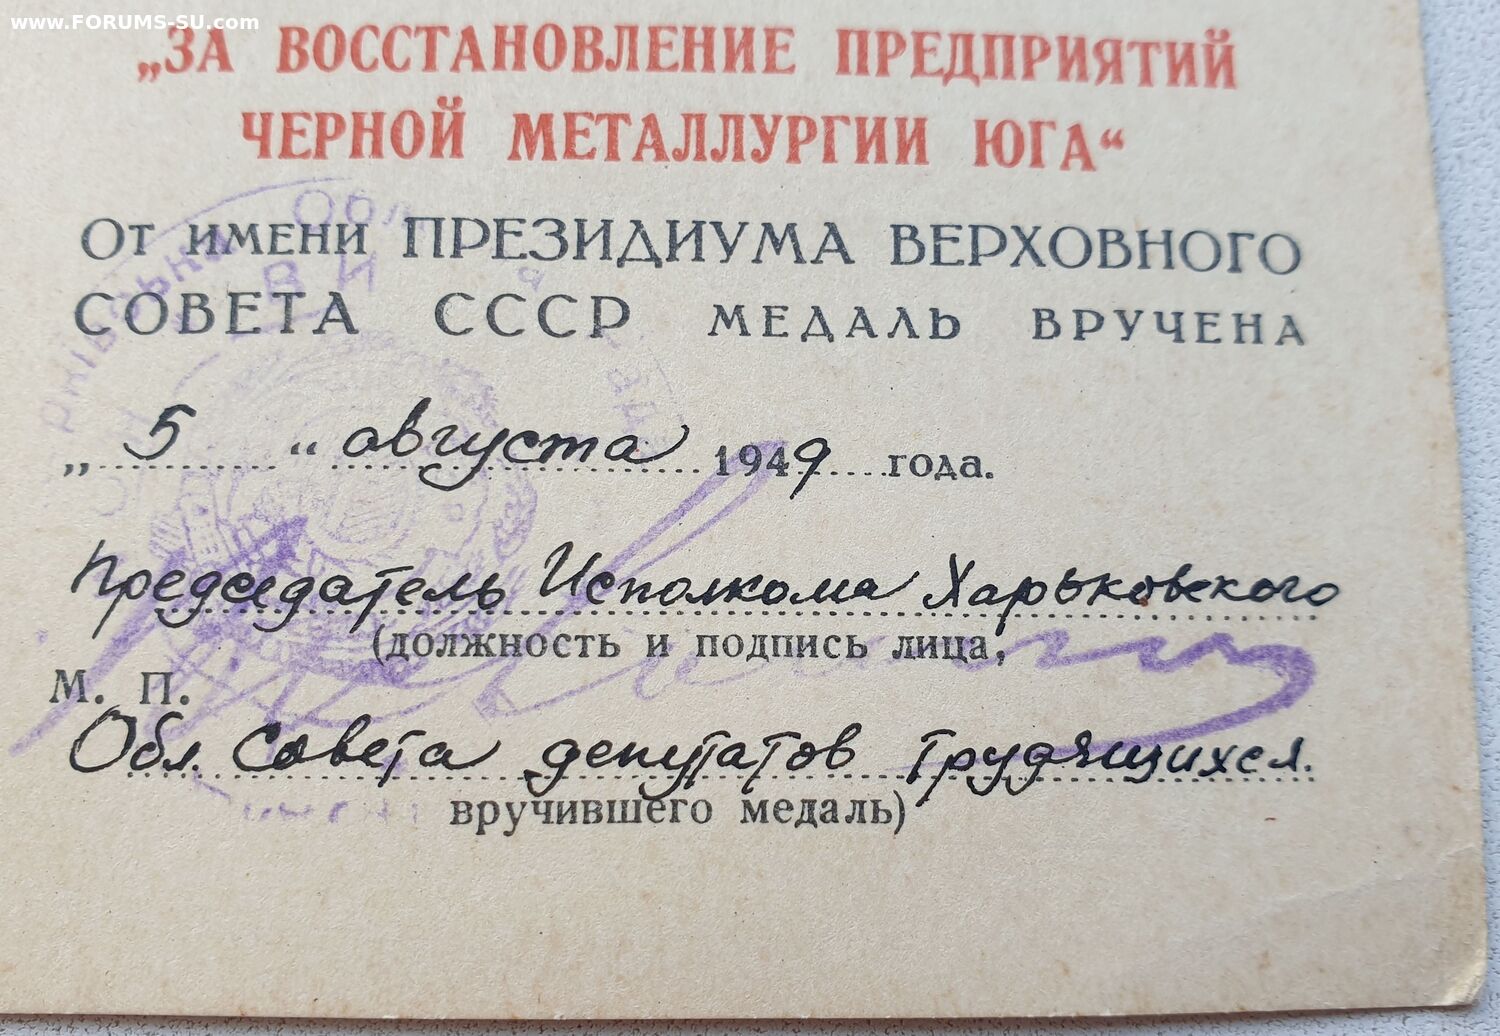 www.FORUMS-SU.com
„ЗА ВОССТАНОВЛЕНИЕ ПРЕДПРИЯТИЙ
ЧЕРНОЙ МЕТАЛЛУРГИИ ЮГА“
От имени ПРЕЗИДИУМА ВЕРХОВНОГО
СОВЕТА СССР МЕДАЛЬ ВРУЧЕНА
„5“ августа 1949 года.
Председатель Исполкома Харьковского
(должность и подпись лица,
М. П.
Обл. Совета депутатов трудящихся.
вручившего медаль)